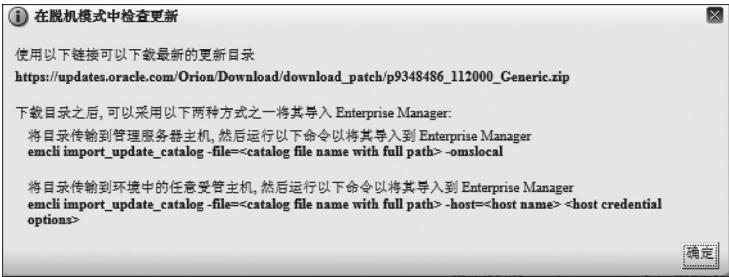 在脱机模式中检查更新
使用以下链接可以下载最新的更新目录
https://updates.oracle.com/Orion/Download/download_patch/p9348486_112000_Generic.zip
下载目录之后, 可以采用以下两种方式之一将其导入 Enterprise Manager:
将目录传输到管理服务器主机, 然后运行以下命令以将其导入到 Enterprise Manager
emcli import_update_catalog -file=<catalog file name with full path> -omslocal
将目录传输到环境中的任意受管主机, 然后运行以下命令以将其导入到 Enterprise Manager
emcli import_update_catalog -file=<catalog file name with full path> -host=<host name> <host credential
options>
确定